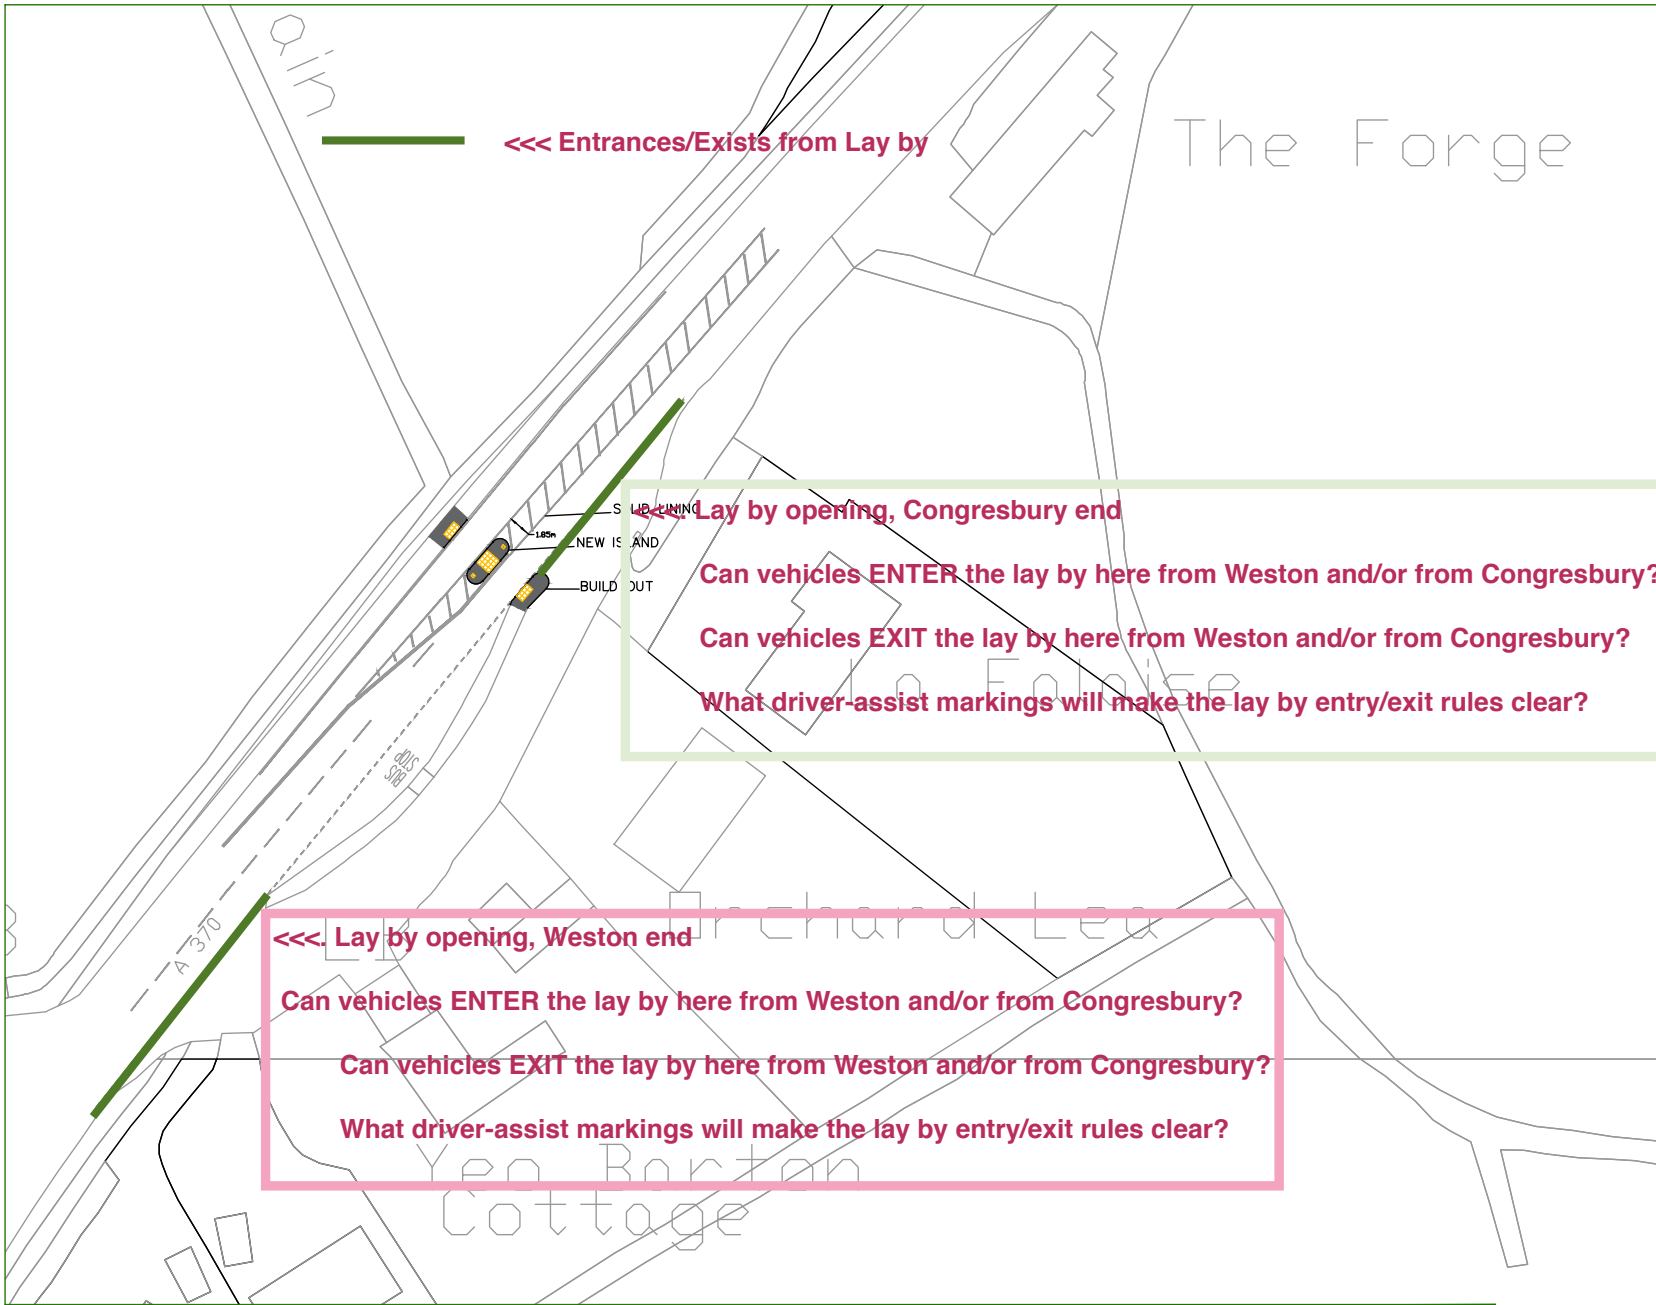 ain
<<< Entrances/Exists from Lay by
The Forge
SOLID LINING
<<<. Lay by opening, Congresbury end
1.85m
NEW ISLAND
BUILD OUT
Can vehicles ENTER the lay by here from Weston and/or from Congresbury?
Can vehicles EXIT the lay by here from Weston and/or from Congresbury?
La Falaise
What driver-assist markings will make the lay by entry/exit rules clear?
BUS
STOP
A 370
Orchard Lea
<<<. Lay by opening, Weston end
Can vehicles ENTER the lay by here from Weston and/or from Congresbury?
Can vehicles EXIT the lay by here from Weston and/or from Congresbury?
What driver-assist markings will make the lay by entry/exit rules clear?
Yeo Barton
Cottage